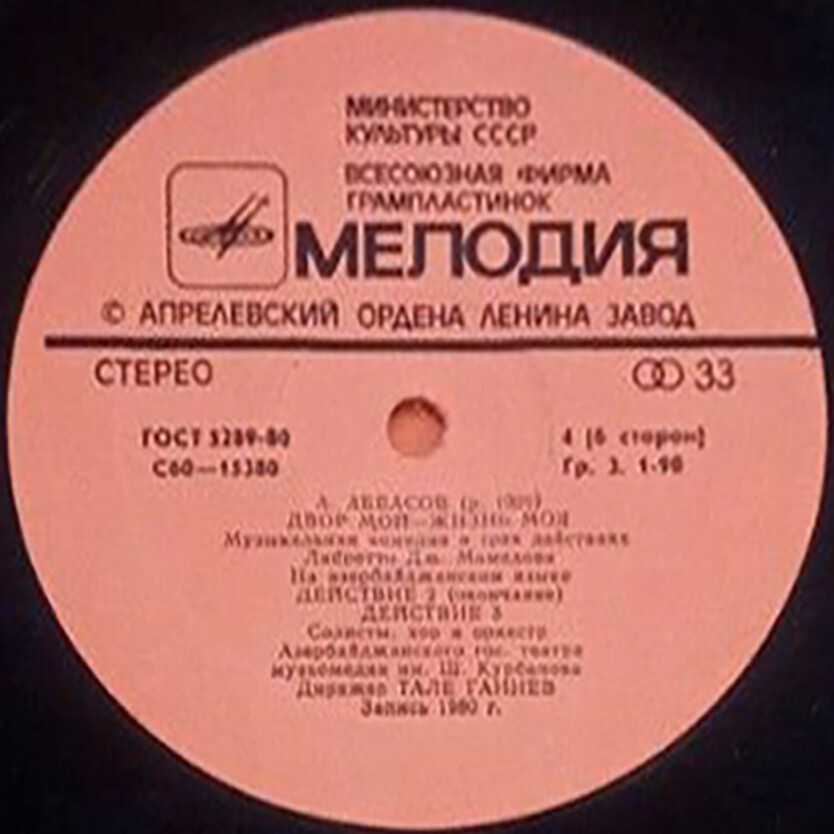 МИНИСТЕРСТВО
КУЛЬТУРЫ СССР
ВСЕСОЮЗНАЯ ФИРМА
ГРАМПЛАСТИНОК
МЕЛОДИЯ
© АПРЕЛЕВСКИЙ ОРДЕНА ЛЕНИНА ЗАВОД
СТЕРЕО
33
ГОСТ 5289-80
4 (6 сторон)
С60—15380
Гр. 3. 1-90
А. АББАСОВ (р.
ДВОР МОЙ—ЖИЗНЬ МОЯ
Музыкальная комедия в трех действиях
Либретто Дж. Мамедова
На азербайджанском языке
ДЕЙСТВИЕ 2 (окончание)
ДЕЙСТВИЕ 3
Солисты, хор и оркестр
Азербайджанского гос. театра
музкомедии им. Ш. Курбанова
Дирижер ТАЛЕ
Запись 1980 г.